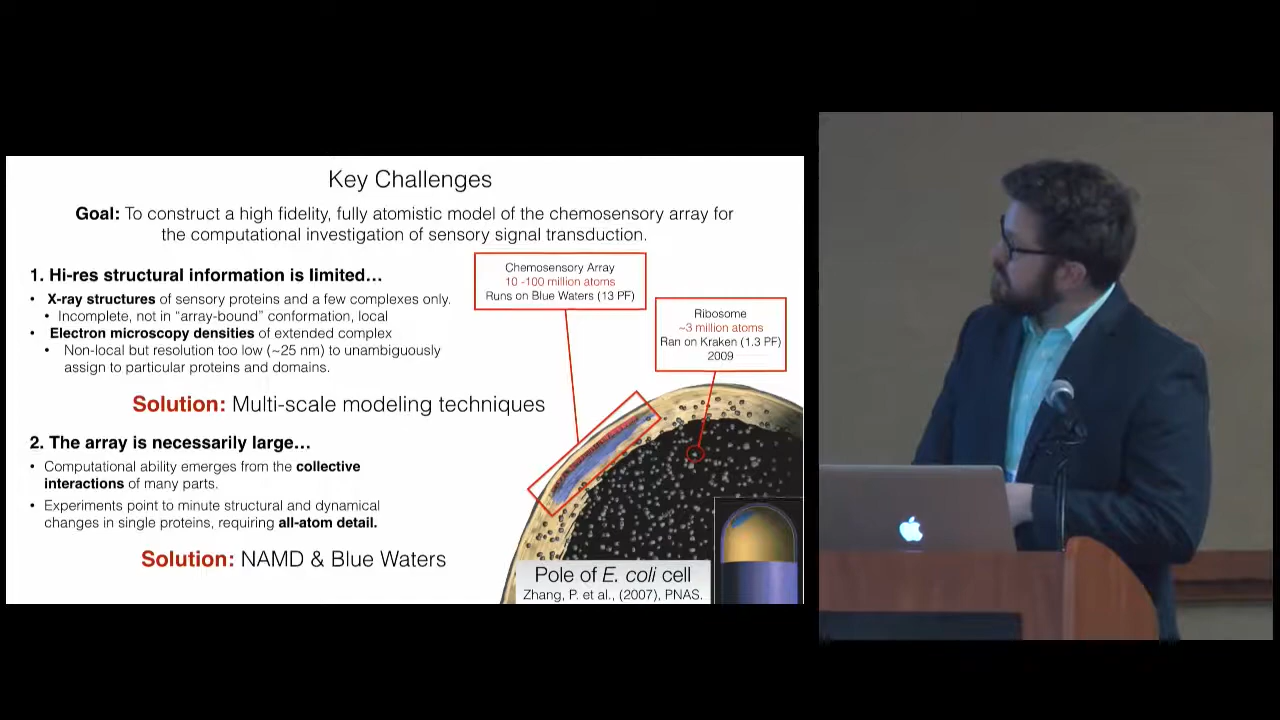 Key Challenges
Goal: To construct a high fidelity, fully atomistic model of the chemosensory array for
the computational investigation of sensory signal transduction.
1. Hi-res structural information is limited…
• X-ray structures of sensory proteins and a few complexes only.
• Incomplete, not in “array-bound” conformation, local
• Electron microscopy densities of extended complex
• Non-local but resolution too low (~25 nm) to unambiguously
assign to particular proteins and domains.
Solution: Multi-scale modeling techniques
2. The array is necessarily large…
• Computational ability emerges from the collective
interactions of many parts.
• Experiments point to minute structural and dynamical
changes in single proteins, requiring all-atom detail.
Solution: NAMD & Blue Waters
Chemosensory Array
10 -100 million atoms
Runs on Blue Waters (13 PF)
Ribosome
~3 million atoms
Ran on Kraken (1.3 PF)
2009
Pole of E. coli cell
Zhang, P. et al., (2007), PNAS.